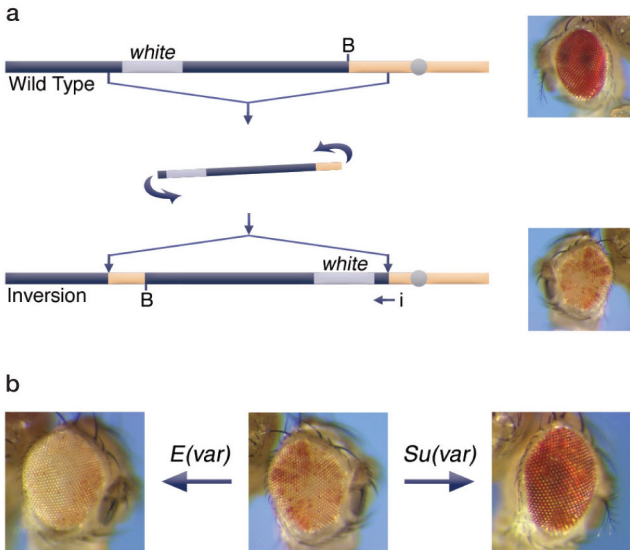 a
white
B
Wild Type
white
Inversion
B
i
b
E(var)
Su(var)